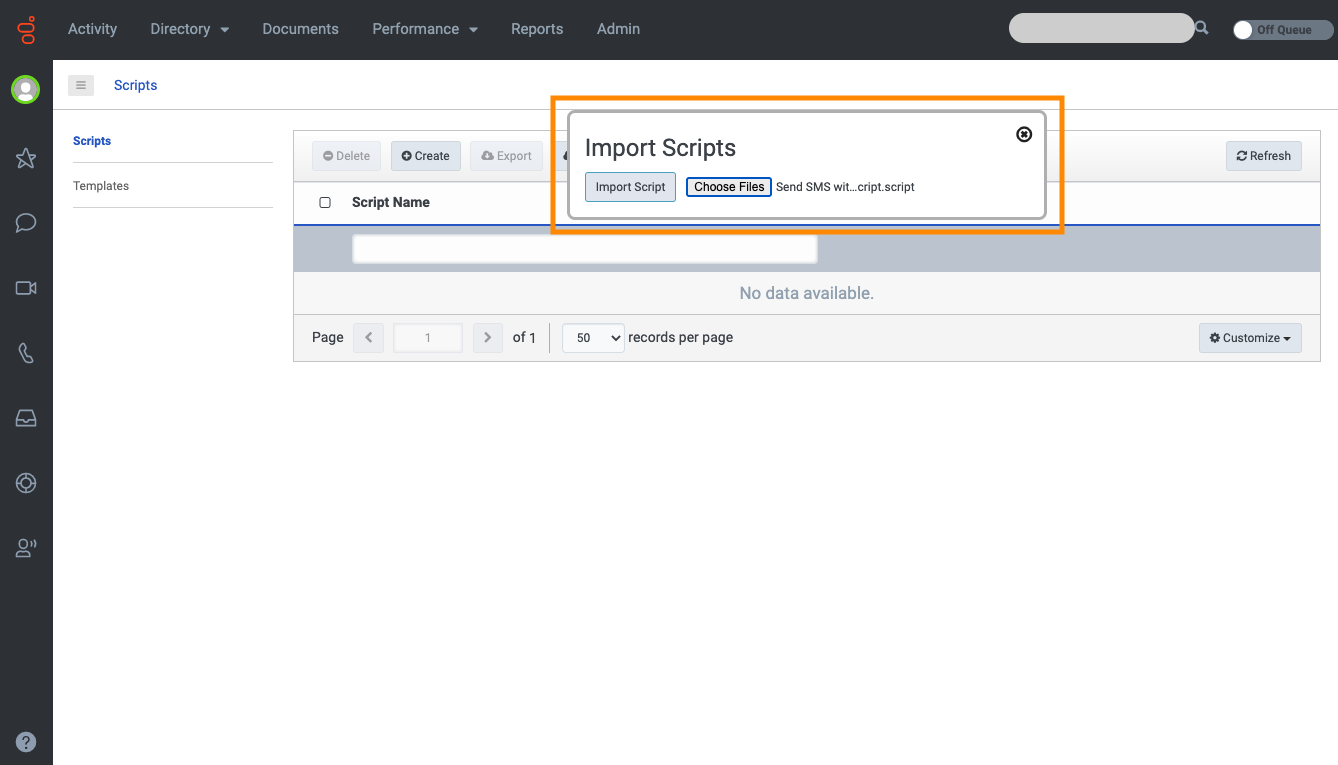 Activity Directory Documents Performance Reports Admin Off Queue
Scripts
Scripts
Templates
Import Scripts
Import Script Choose Files Send SMS wit...cript.script
Delete Create Export Refresh
Script Name
No data available.
Page 1 of 1 50 records per page Customize
?